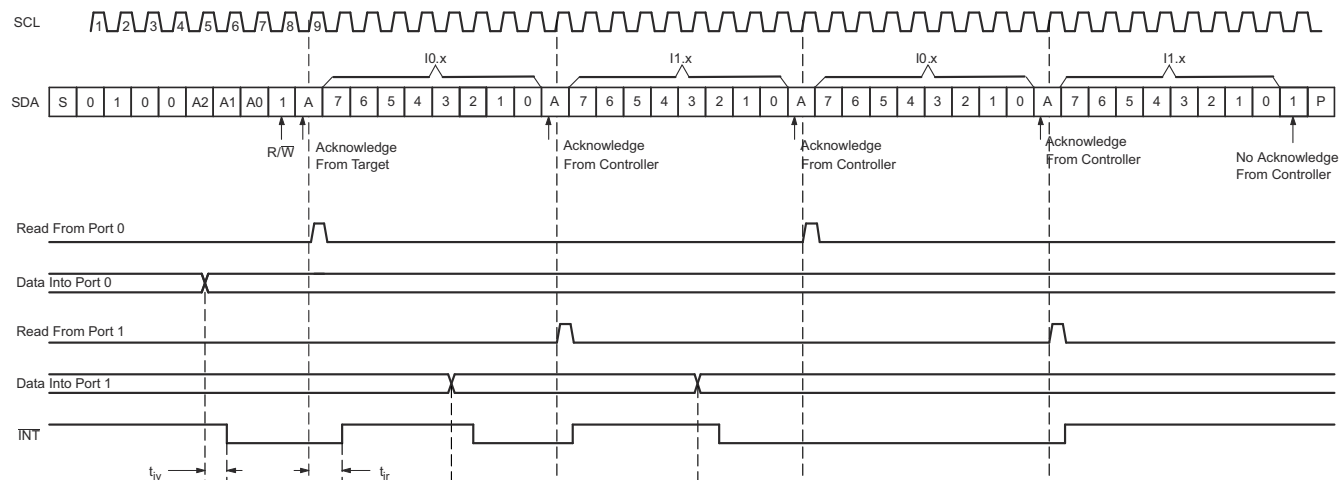 SCL 1 2 3 4 5 6 7 8 9
I0.x I1.x I0.x I1.x
SDA S 0 1 0 0 A2 A1 A0 1 A 7 6 5 4 3 2 1 0 A 7 6 5 4 3 2 1 0 A 7 6 5 4 3 2 1 0 A 7 6 5 4 3 2 1 0 1 P
R/W̅
Acknowledge
From Target
Acknowledge
From Controller
Acknowledge
From Controller
Acknowledge
From Controller
No Acknowledge
From Controller
Read From Port 0
Data Into Port 0
Read From Port 1
Data Into Port 1
I̅N̅T̅
tiv tir